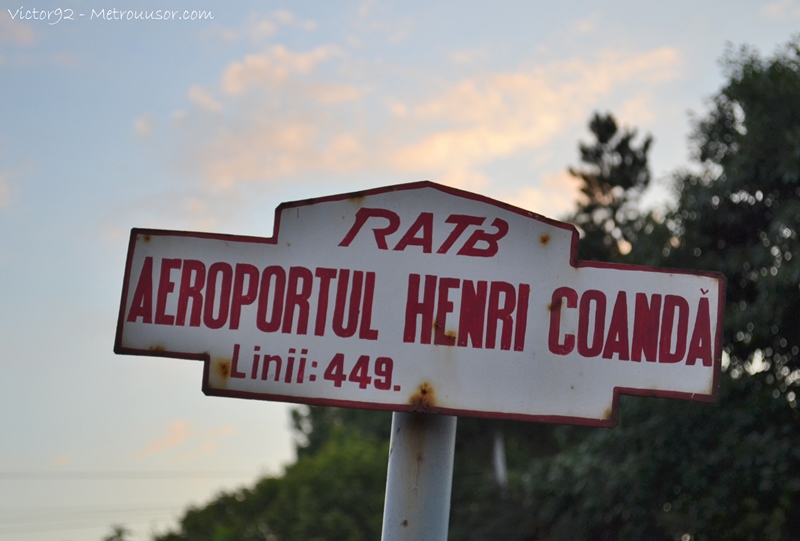 Victor92 - Metrouusor.com
RATB
AEROPORTUL HENRI COANDĂ
Linii: 449.